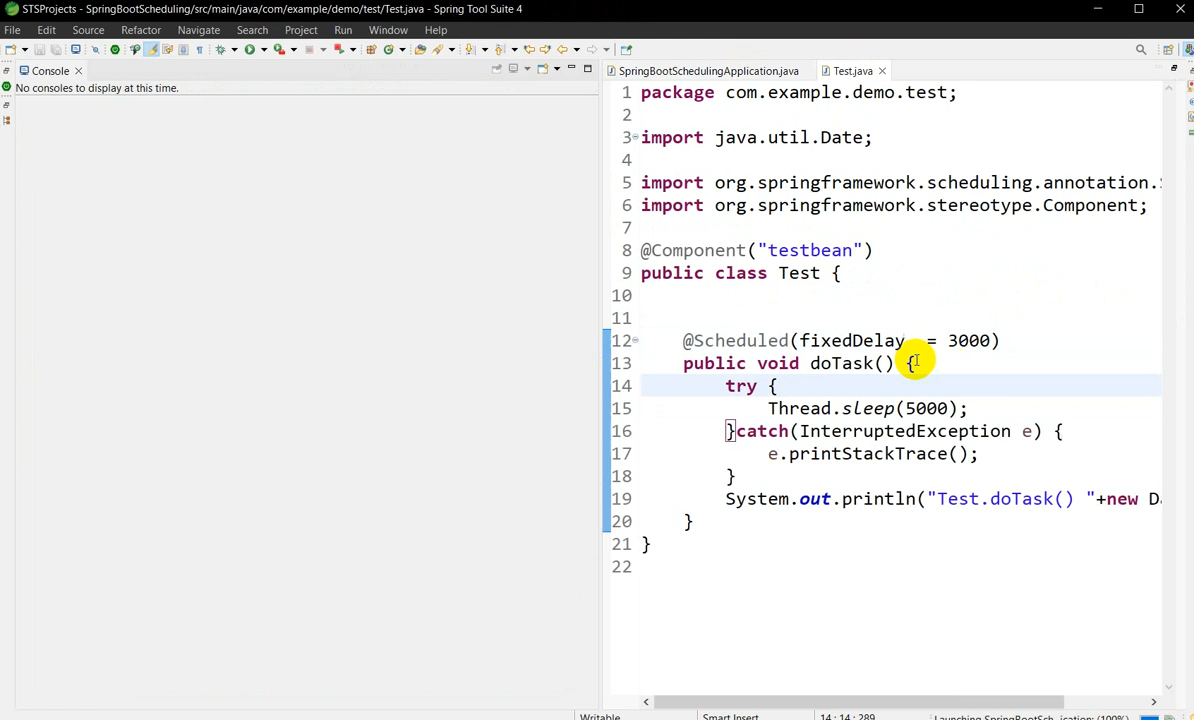 STSProjects - SpringBootScheduling/src/main/java/com/example/demo/test/Test.java - Spring Tool Suite 4
File Edit Source Refactor Navigate Search Project Run Window Help
Console
No consoles to display at this time.
SpringBootSchedulingApplication.java
Test.java
1 package com.example.demo.test;
2
3 import java.util.Date;
4
5 import org.springframework.scheduling.annotation.
6 import org.springframework.stereotype.Component;
7
8 @Component("testbean")
9 public class Test {
10
11
12 @Scheduled(fixedDelay = 3000)
13 public void doTask() {
14 try {
15 Thread.sleep(5000);
16 }catch(InterruptedException e) {
17 e.printStackTrace();
18 }
19 System.out.println("Test.doTask() "+new D
20 }
21 }
22
Writable Smart Insert 14 : 14 : 289 Launching SpringBootSch...ication: (100%)